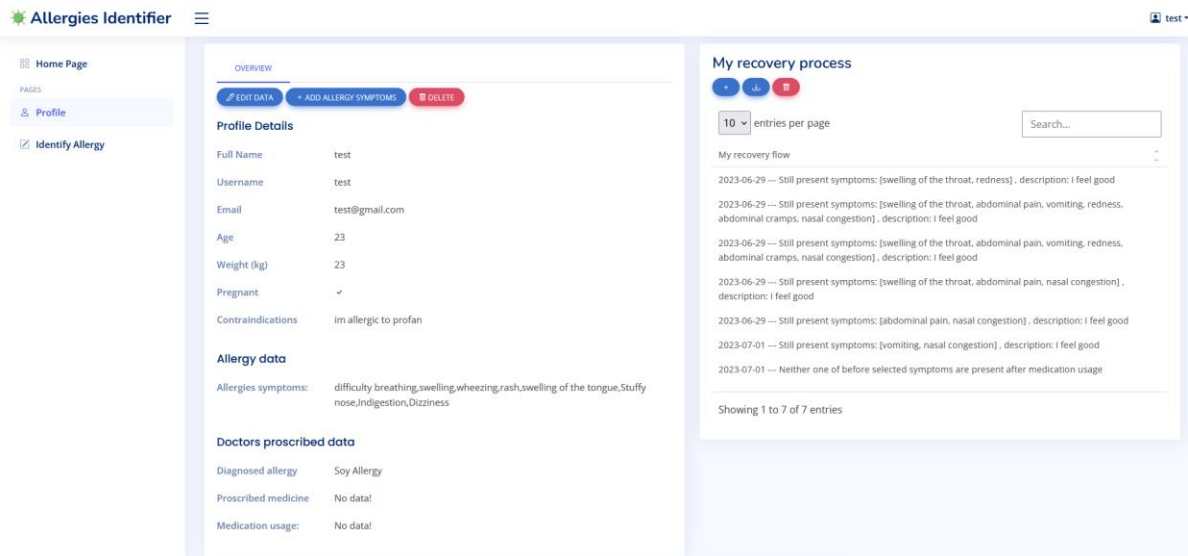 Allergies Identifier
test
Home Page
PAGES
Profile
Identify Allergy
OVERVIEW
EDIT DATA
+ ADD ALLERGY SYMPTOMS
DELETE
Profile Details
Full Name test
Username test
Email test@gmail.com
Age 23
Weight (kg) 23
Pregnant ✓
Contraindications im allergic to profan
Allergy data
Allergies symptoms: difficulty breathing,swelling,wheezing,rash,swelling of the tongue,Stuffy
nose,Indigestion,Dizziness
Doctors proscribed data
Diagnosed allergy Soy Allergy
Proscribed medicine No data!
Medication usage: No data!
My recovery process
+
10 entries per page
Search...
My recovery flow
2023-06-29 --- Still present symptoms: [swelling of the throat, redness] , description: I feel good
2023-06-29 --- Still present symptoms: [swelling of the throat, abdominal pain, vomiting, redness,
abdominal cramps, nasal congestion] , description: I feel good
2023-06-29 --- Still present symptoms: [swelling of the throat, abdominal pain, vomiting, redness,
abdominal cramps, nasal congestion] , description: I feel good
2023-06-29 --- Still present symptoms: [swelling of the throat, abdominal pain, nasal congestion] ,
description: I feel good
2023-06-29 --- Still present symptoms: [abdominal pain, nasal congestion] , description: I feel good
2023-07-01 --- Still present symptoms: [vomiting, nasal congestion] , description: I feel good
2023-07-01 --- Neither one of before selected symptoms are present after medication usage
Showing 1 to 7 of 7 entries